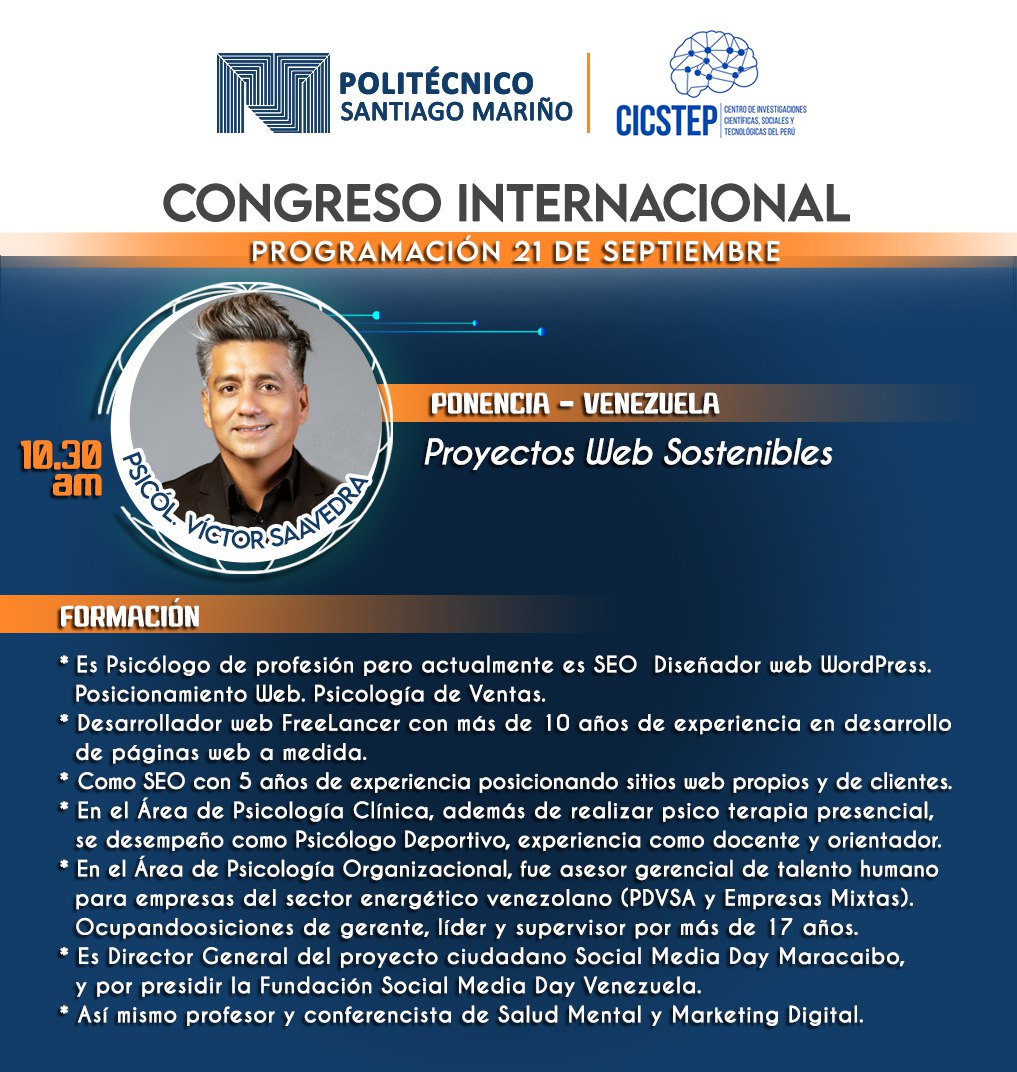 POLITÉCNICO
SANTIAGO MARIÑO
CICSTEP
CENTRO DE INVESTIGACIONES
CIENTÍFICAS, SOCIALES Y
TECNOLÓGICAS DEL PERÚ
CONGRESO INTERNACIONAL
PROGRAMACIÓN 21 DE SEPTIEMBRE
10.30
am
PSICÓL. VÍCTOR SAAVEDRA
PONENCIA - VENEZUELA
Proyectos Web Sostenibles
FORMACIÓN
* Es Psicólogo de profesión pero actualmente es SEO Diseñador web WordPress.
Posicionamiento Web. Psicología de Ventas.
* Desarrollador web FreeLancer con más de 10 años de experiencia en desarrollo
de páginas web a medida.
* Como SEO con 5 años de experiencia posicionando sitios web propios y de clientes.
* En el Área de Psicología Clínica, además de realizar psico terapia presencial,
se desempeño como Psicólogo Deportivo, experiencia como docente y orientador.
* En el Área de Psicología Organizacional, fue asesor gerencial de talento humano
para empresas del sector energético venezolano (PDVSA y Empresas Mixtas).
Ocupandoosiciones de gerente, líder y supervisor por más de 17 años.
* Es Director General del proyecto ciudadano Social Media Day Maracaibo,
y por presidir la Fundación Social Media Day Venezuela.
* Así mismo profesor y conferencista de Salud Mental y Marketing Digital.